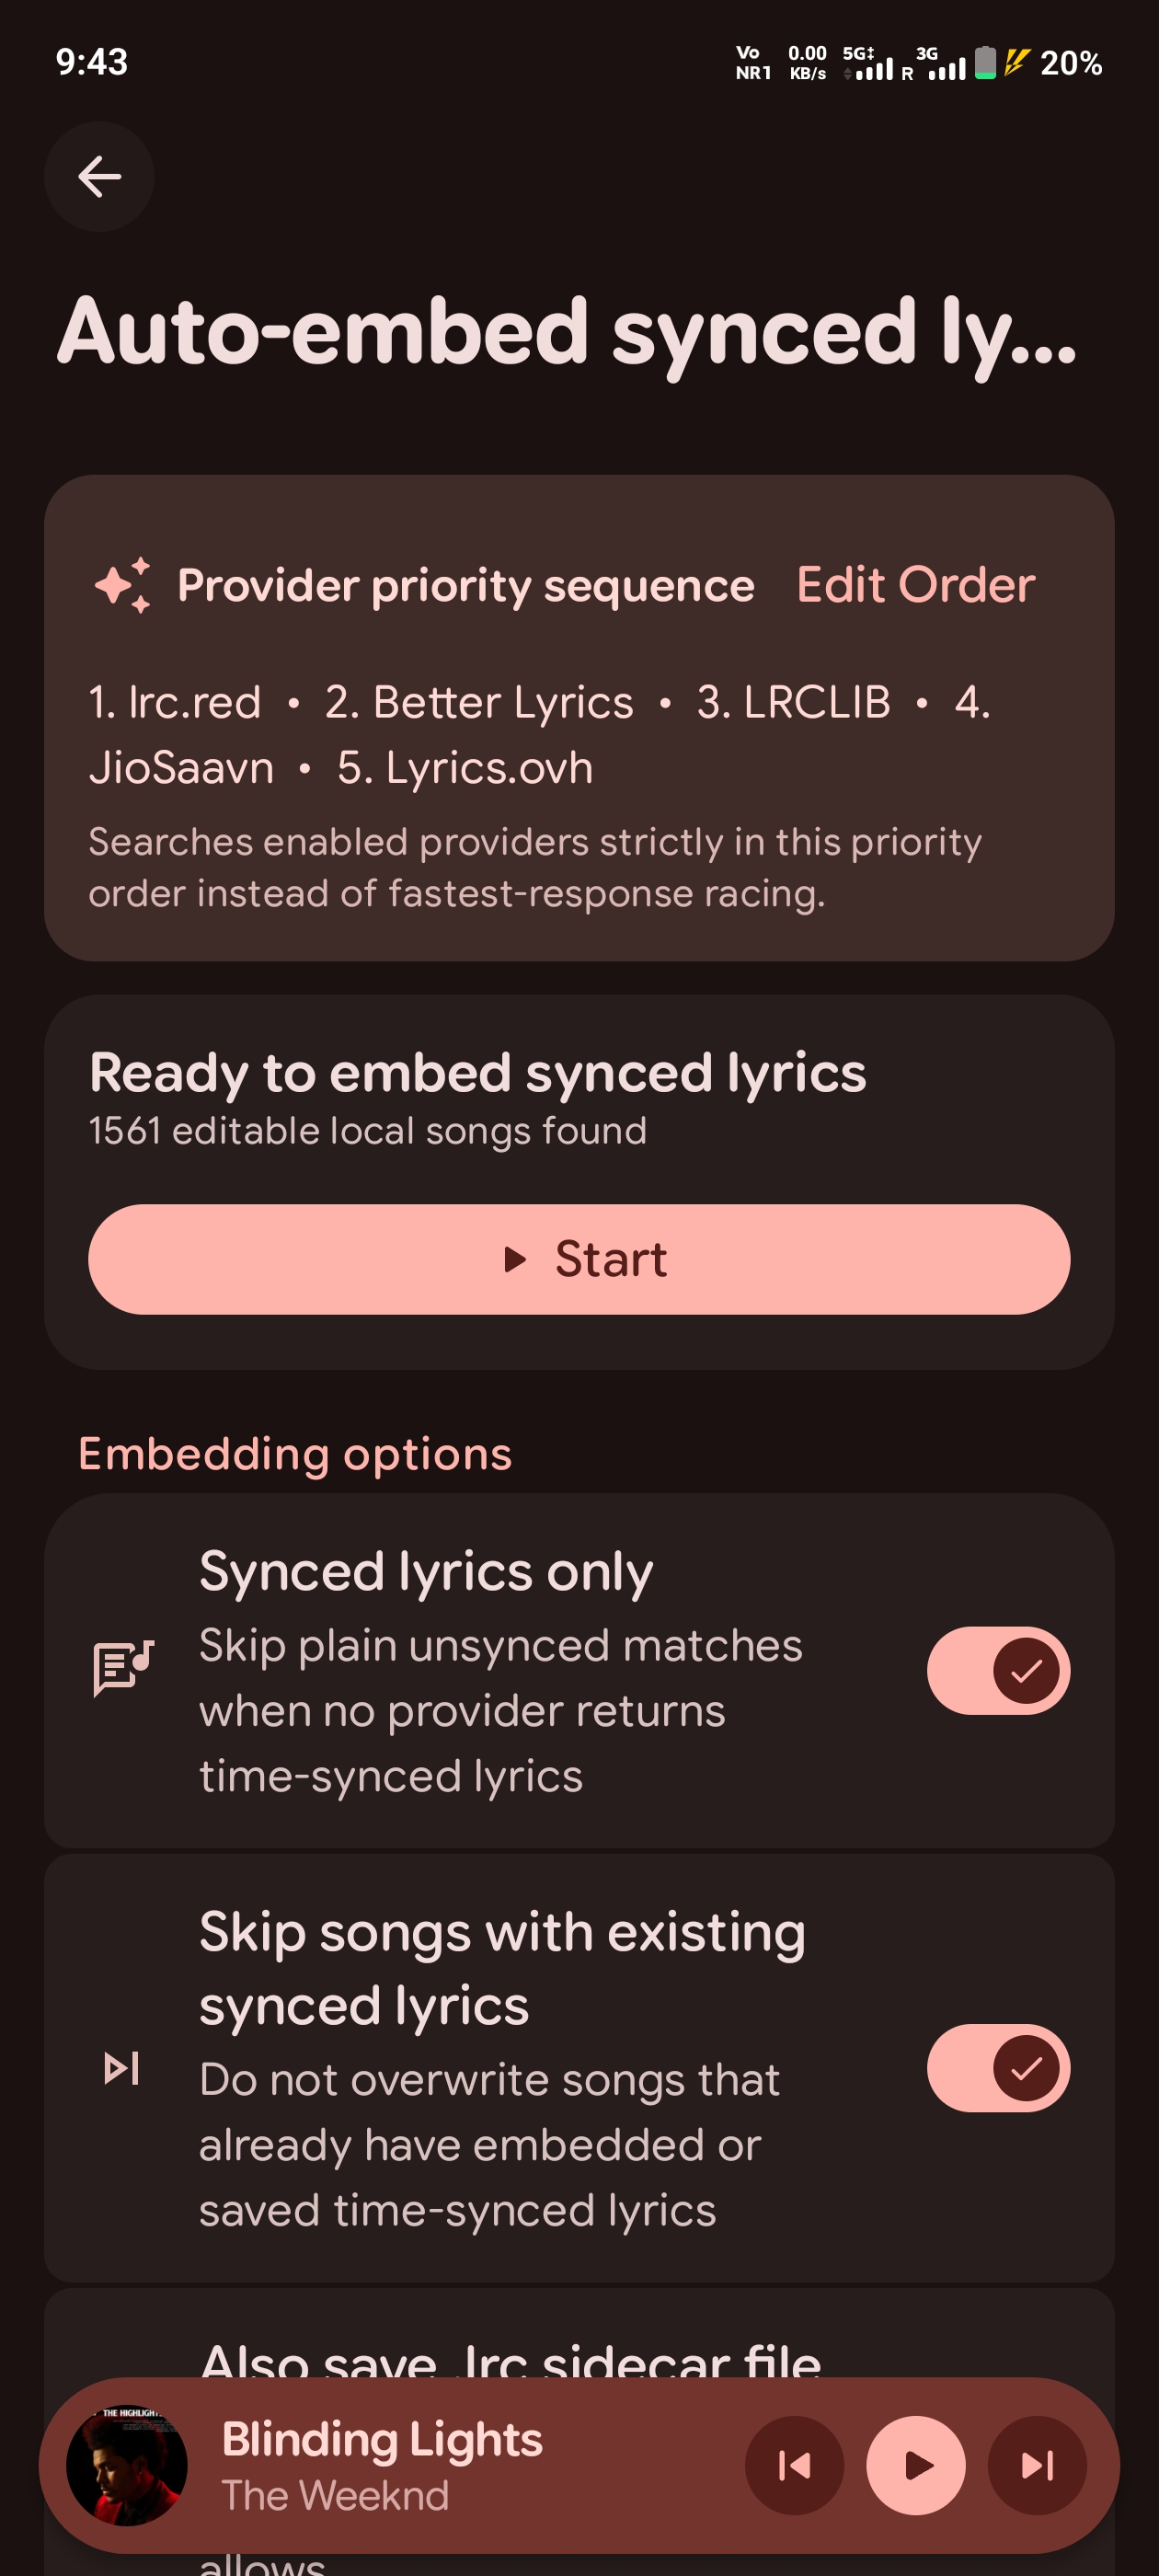 9:43
Vo NR1 0.00 KB/s 5G R 3G 20%
Auto-embed synced ly...
Provider priority sequence Edit Order
1. lrc.red • 2. Better Lyrics • 3. LRCLIB • 4.
JioSaavn • 5. Lyrics.ovh
Searches enabled providers strictly in this priority
order instead of fastest-response racing.
Ready to embed synced lyrics
1561 editable local songs found
Start
Embedding options
Synced lyrics only
Skip plain unsynced matches
when no provider returns
time-synced lyrics
Skip songs with existing
synced lyrics
Do not overwrite songs that
already have embedded or
saved time-synced lyrics
Also save .lrc sidecar file
THE HIGHLIGHT
Blinding Lights
The Weeknd
allows